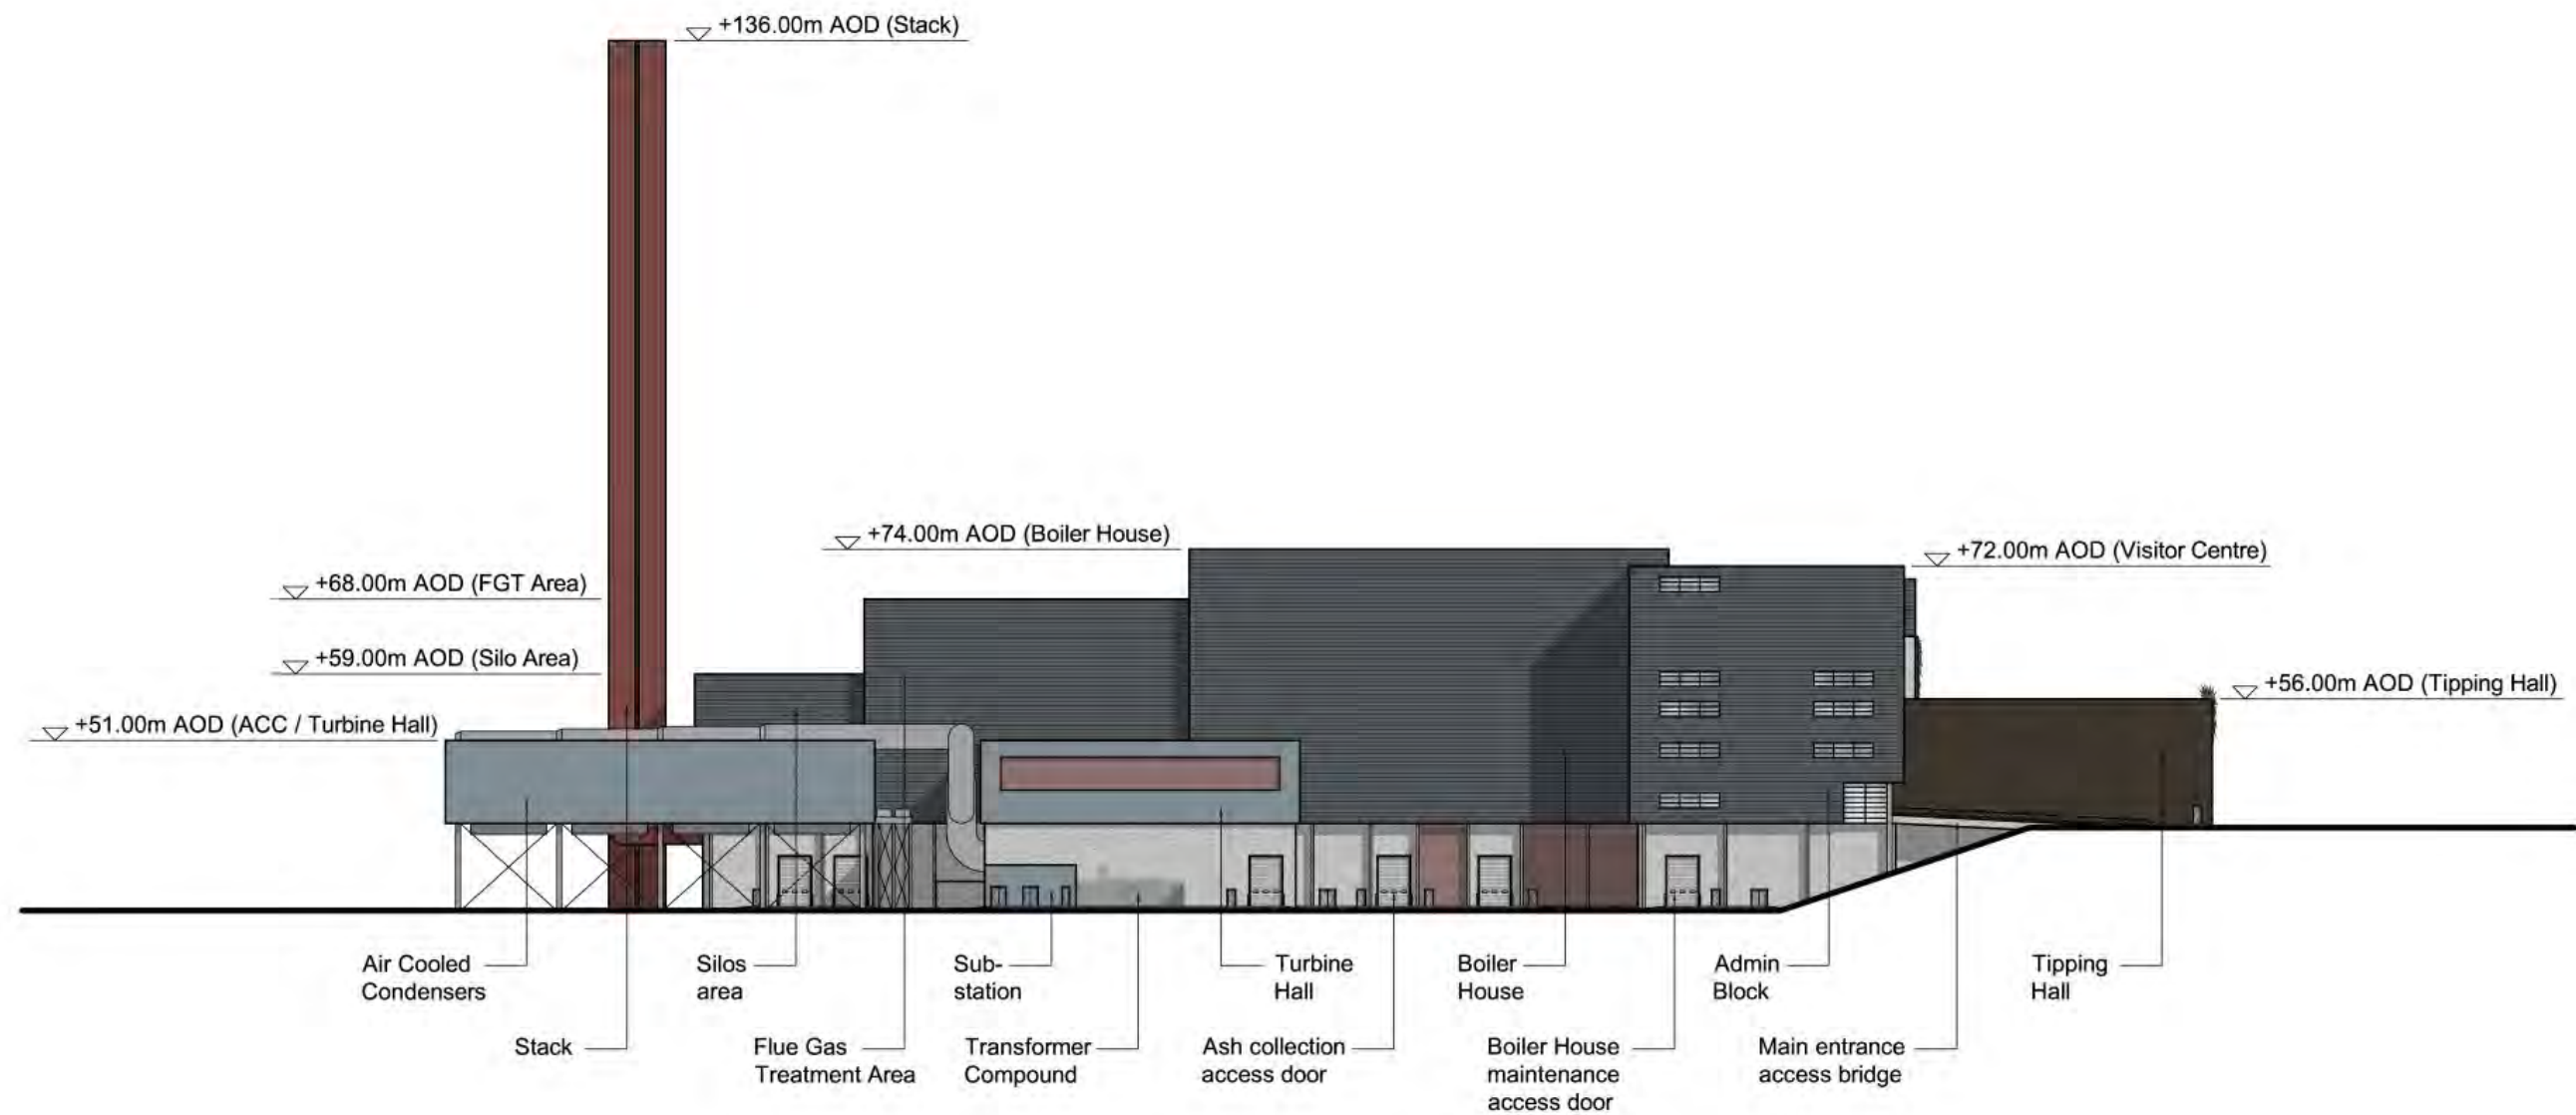 +136.00m AOD (Stack)
+74.00m AOD (Boiler House)
+72.00m AOD (Visitor Centre)
+68.00m AOD (FGT Area)
+59.00m AOD (Silo Area)
+56.00m AOD (Tipping Hall)
+51.00m AOD (ACC / Turbine Hall)
Air Cooled
Condensers
Stack
Silos
area
Flue Gas
Treatment Area
Sub-
station
Transformer
Compound
Turbine
Hall
Ash collection
access door
Boiler
House
Boiler House
maintenance
access door
Admin
Block
Main entrance
access bridge
Tipping
Hall